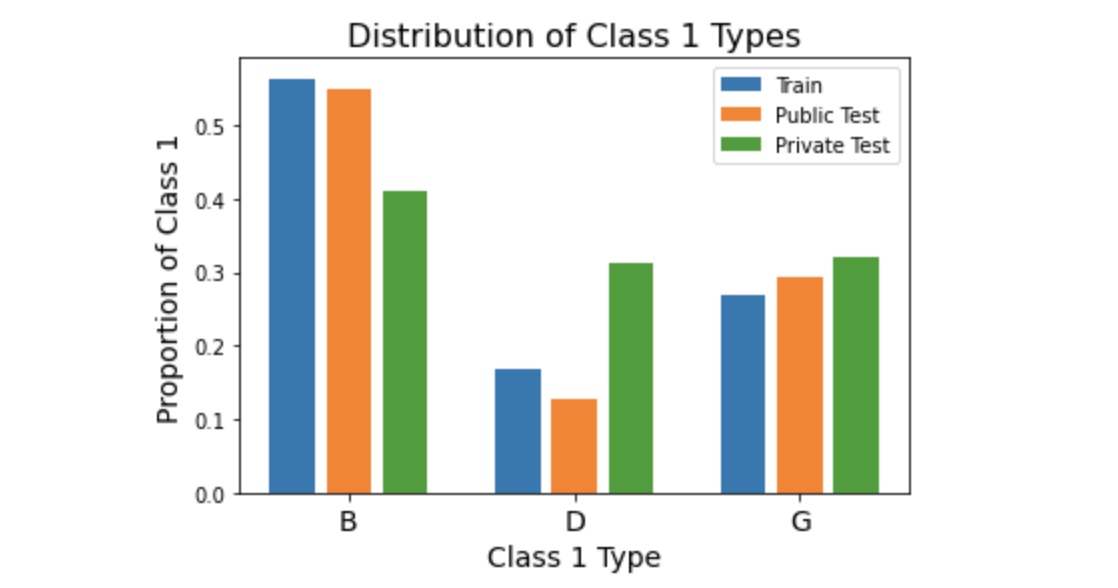 Distribution of Class 1 Types
Train
Public Test
Private Test
Proportion of Class 1
0.5
0.4
0.3
0.2
0.1
0.0
B
D
G
Class 1 Type